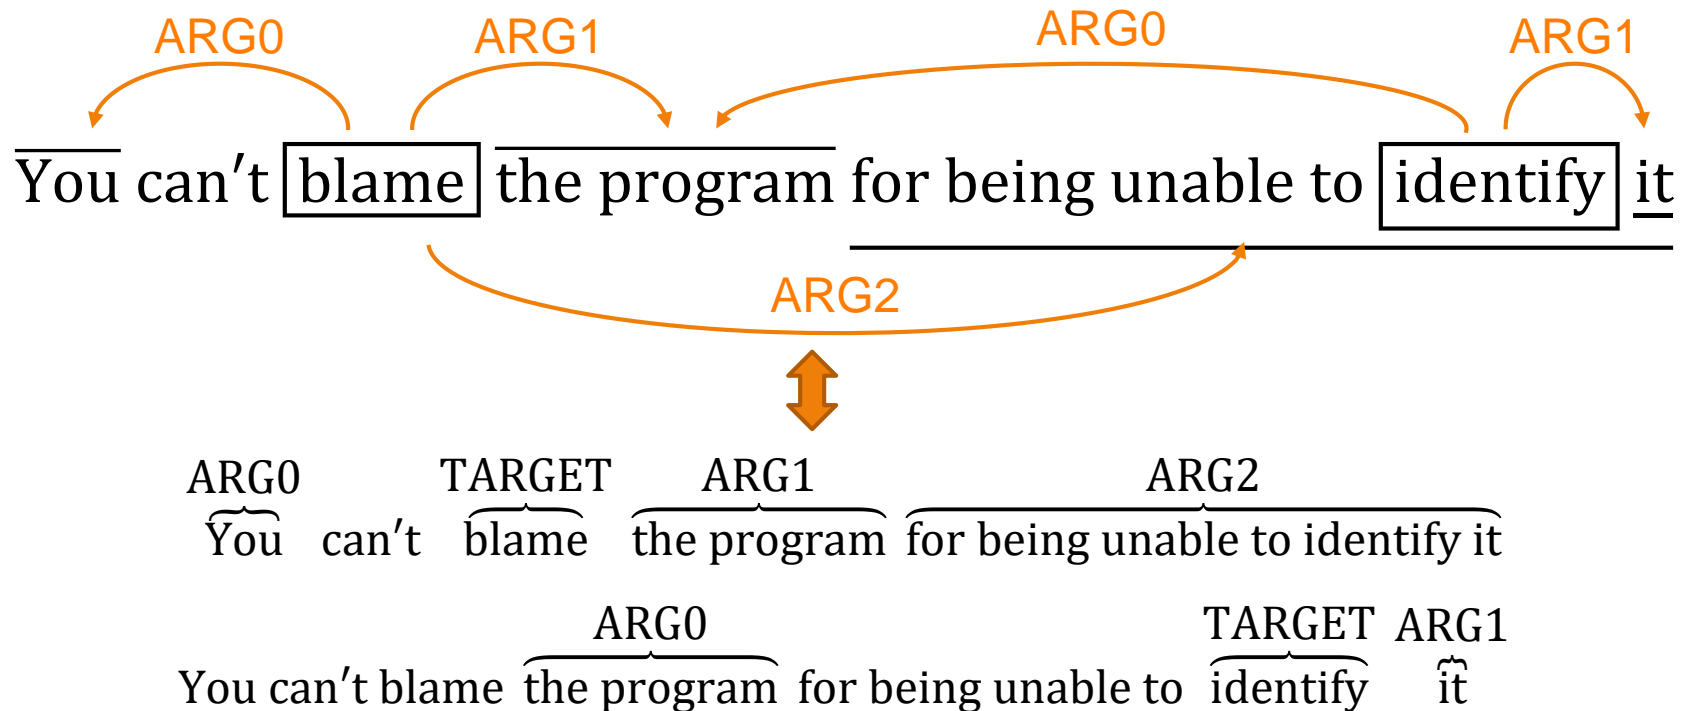 ARG0 ARG1 ARG0 ARG1
You can't blame the program for being unable to identify it
ARG2
ARG0 TARGET ARG1 ARG2
You can't blame the program for being unable to identify it
ARG0 TARGET ARG1
You can't blame the program for being unable to identify it